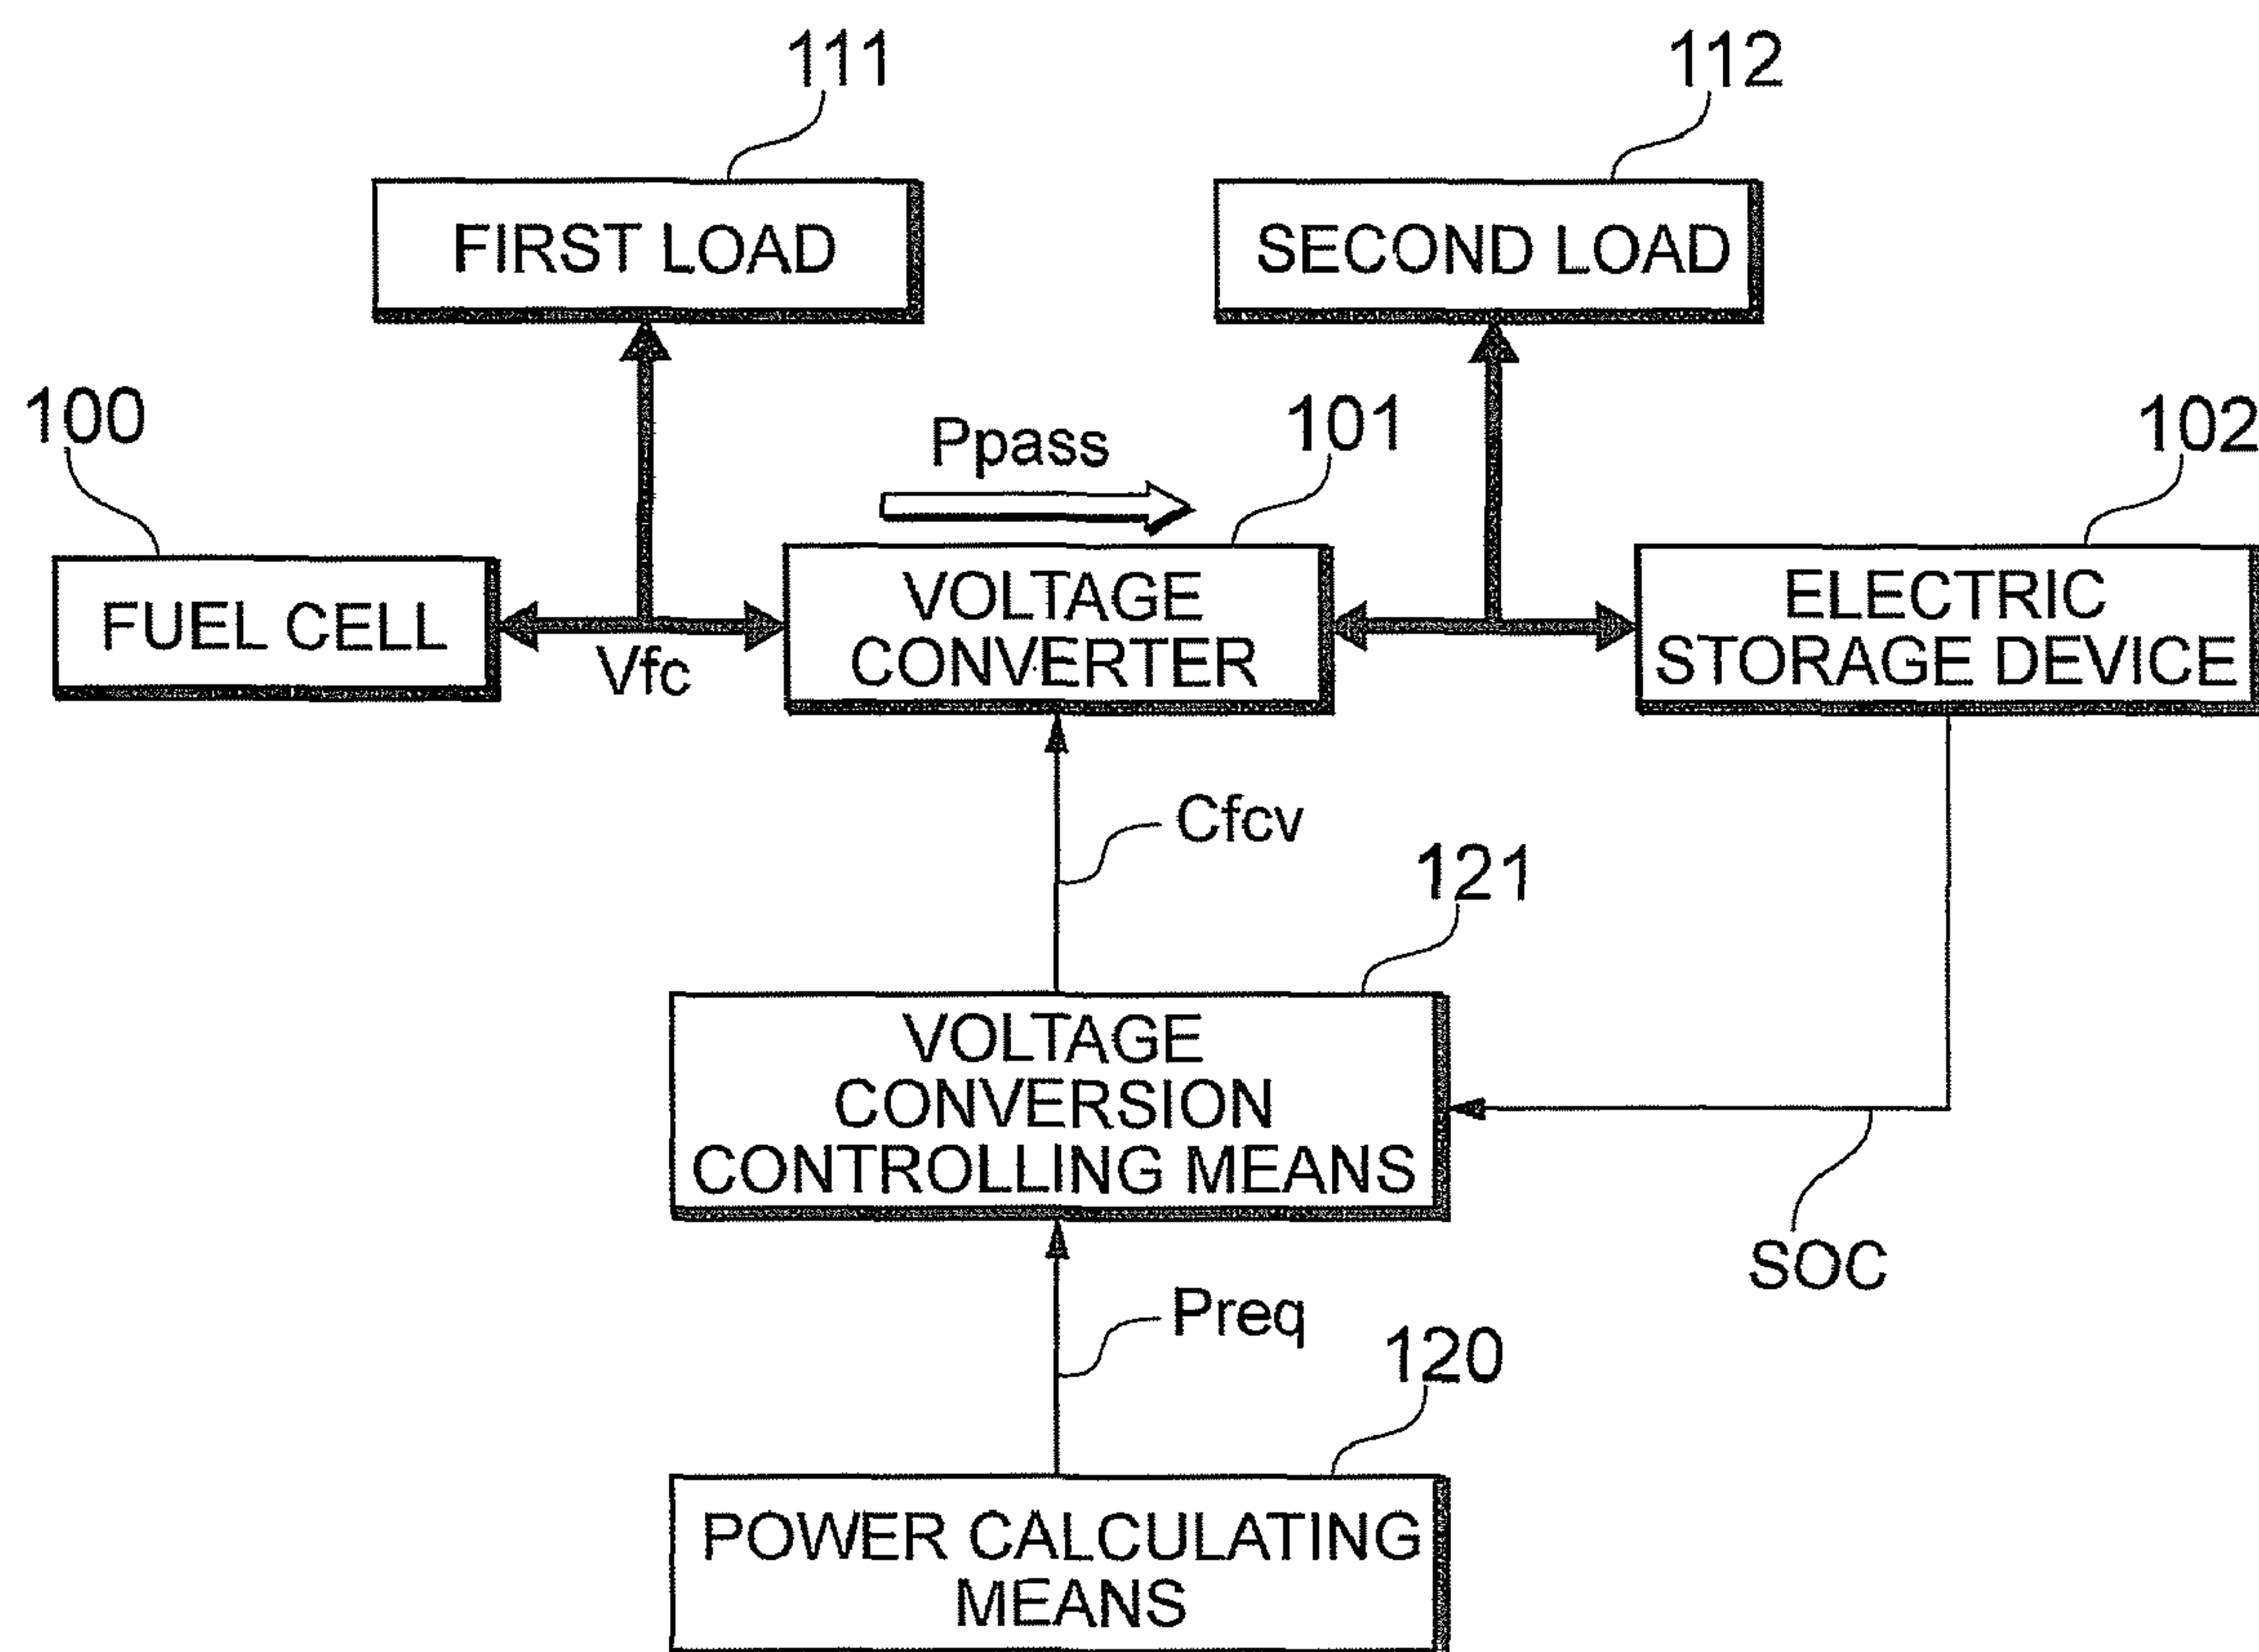 111
112
FIRST LOAD
SECOND LOAD
100
Ppass
101
102
FUEL CELL
Vfc
VOLTAGE
CONVERTER
ELECTRIC
STORAGE DEVICE
Cfcv
121
VOLTAGE
CONVERSION
CONTROLLING MEANS
SOC
Preq
120
POWER CALCULATING
MEANS